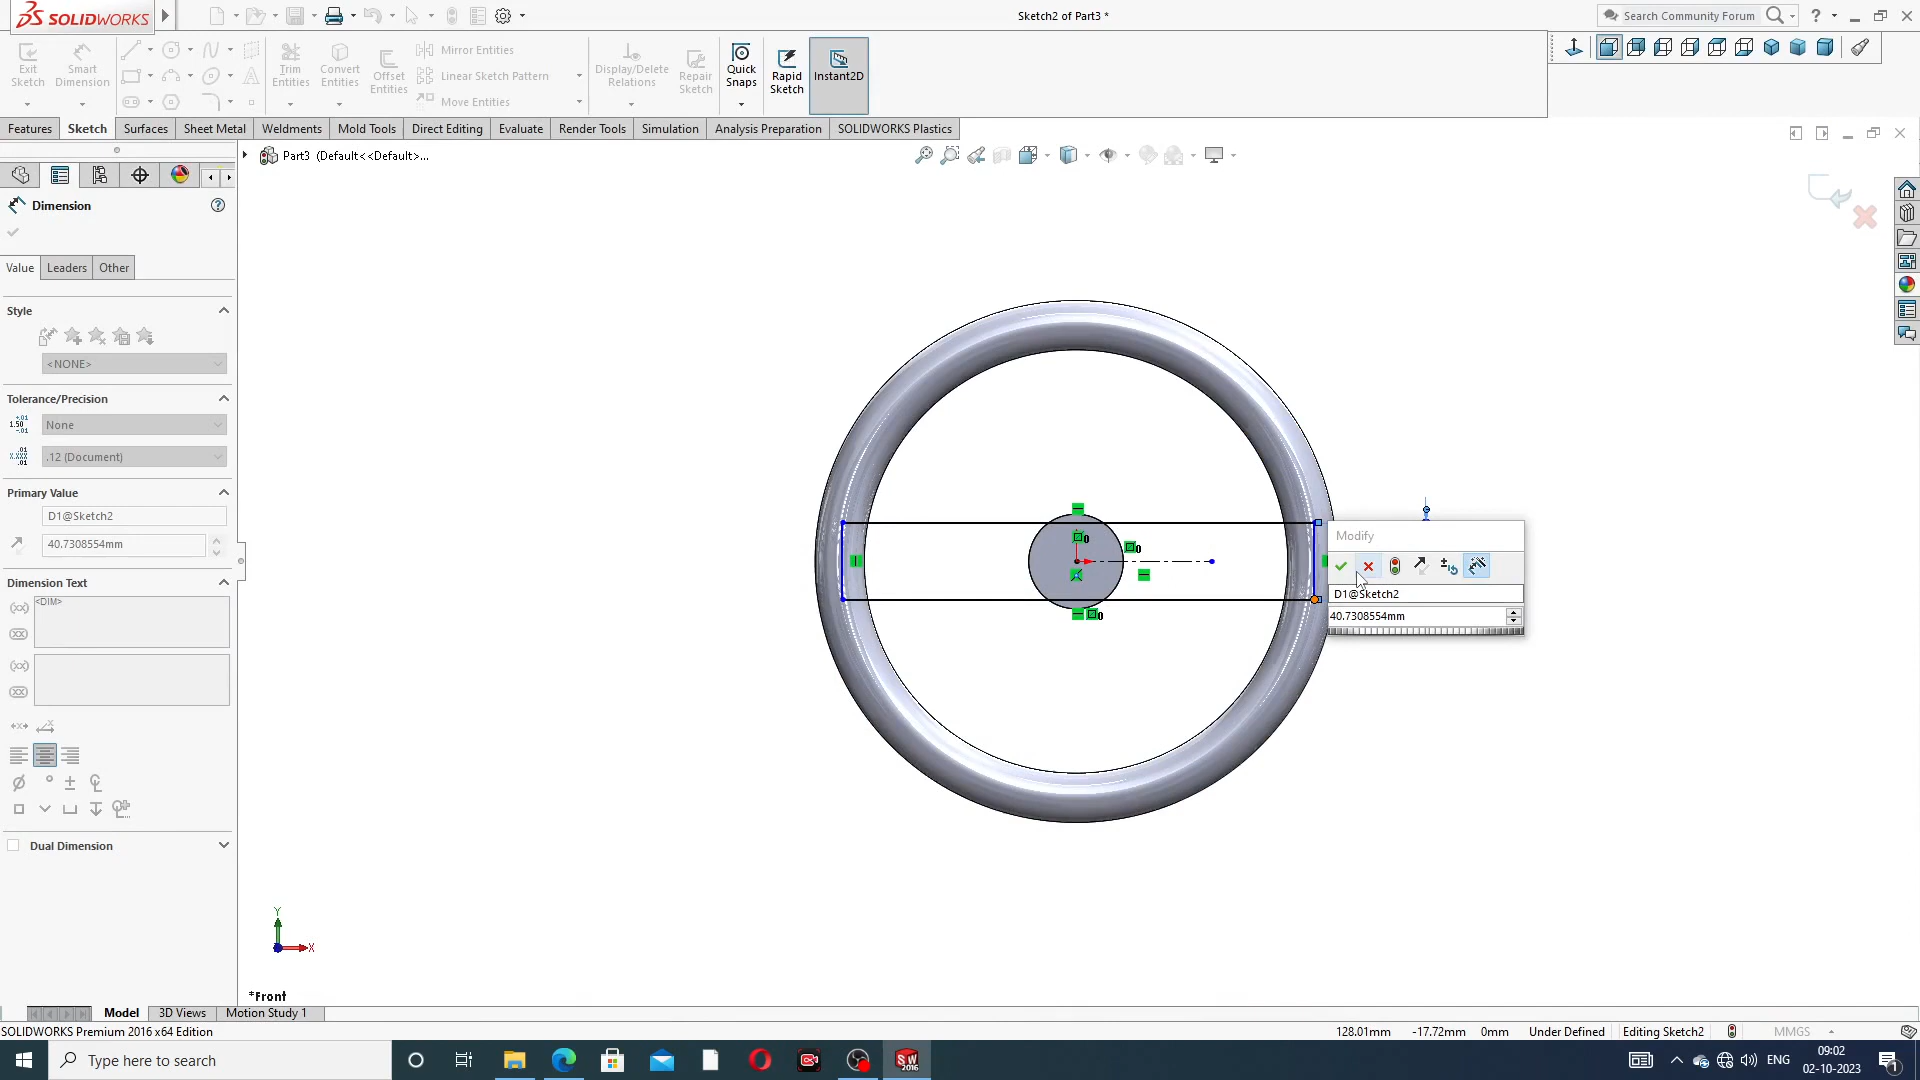 SOLIDWORKS
Sketch2 of Part3 *
Search Community Forum
Exit Sketch
Smart Dimension
Trim Entities
Convert Entities
Offset Entities
Mirror Entities
Linear Sketch Pattern
Move Entities
Display/Delete Relations
Repair Sketch
Quick Snaps
Rapid Sketch
Instant2D
Features
Sketch
Surfaces
Sheet Metal
Weldments
Mold Tools
Direct Editing
Evaluate
Render Tools
Simulation
Analysis Preparation
SOLIDWORKS Plastics
Part3 (Default<<Default>...
Dimension
Value
Leaders
Other
Style
<NONE>
Tolerance/Precision
None
.12 (Document)
Primary Value
D1@Sketch2
40.7308554mm
Dimension Text
<DIM>
Dual Dimension
Modify
D1@Sketch2
40.7308554mm
Y
X
*Front
Model
3D Views
Motion Study 1
SOLIDWORKS Premium 2016 x64 Edition
128.01mm
-17.72mm
0mm
Under Defined
Editing Sketch2
MMGS
Type here to search
ENG
09:02
02-10-2023